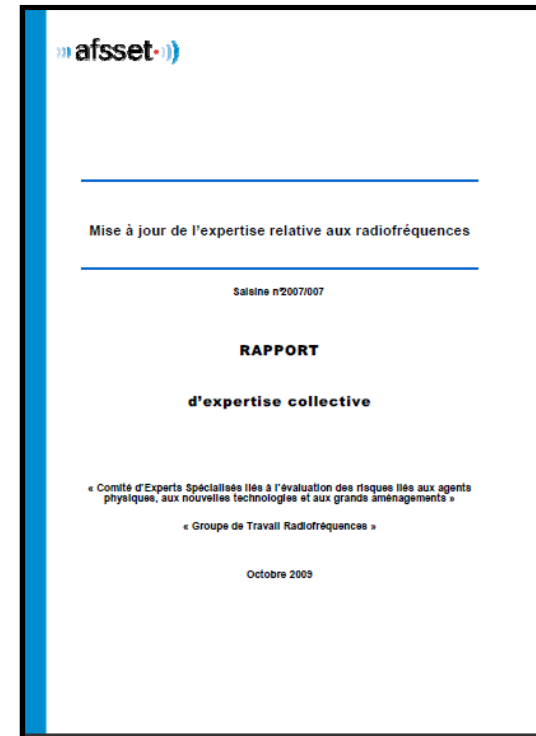 afsset
Mise à jour de l'expertise relative aux radiofréquences
Saisine n°2007/007
RAPPORT
d'expertise collective
« Comité d'Experts Spécialisés liés à l'évaluation des risques liés aux agents
physiques, aux nouvelles technologies et aux grands aménagements »
« Groupe de Travail Radiofréquences »
Octobre 2009